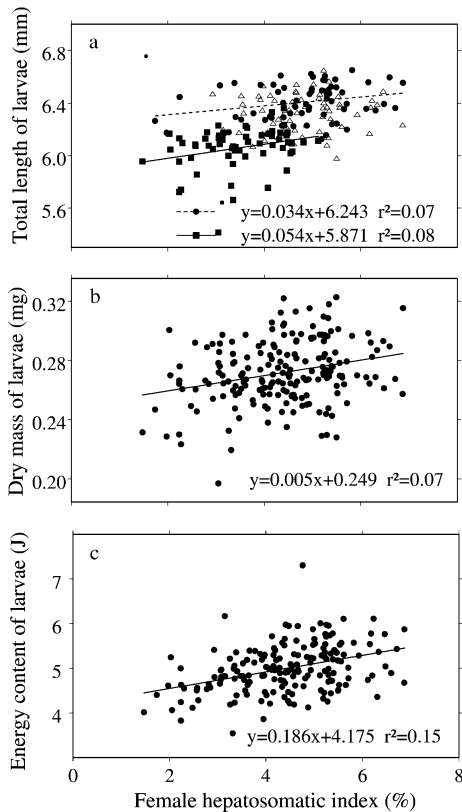 a
6.8
6.4
6.0
5.6
Total length of larvae (mm)
y=0.034x+6.243 r²=0.07
y=0.054x+5.871 r²=0.08
b
0.32
0.28
0.24
0.20
Dry mass of larvae (mg)
y=0.005x+0.249 r²=0.07
c
7
6
5
4
Energy content of larvae (J)
y=0.186x+4.175 r²=0.15
0 2 4 6 8
Female hepatosomatic index (%)